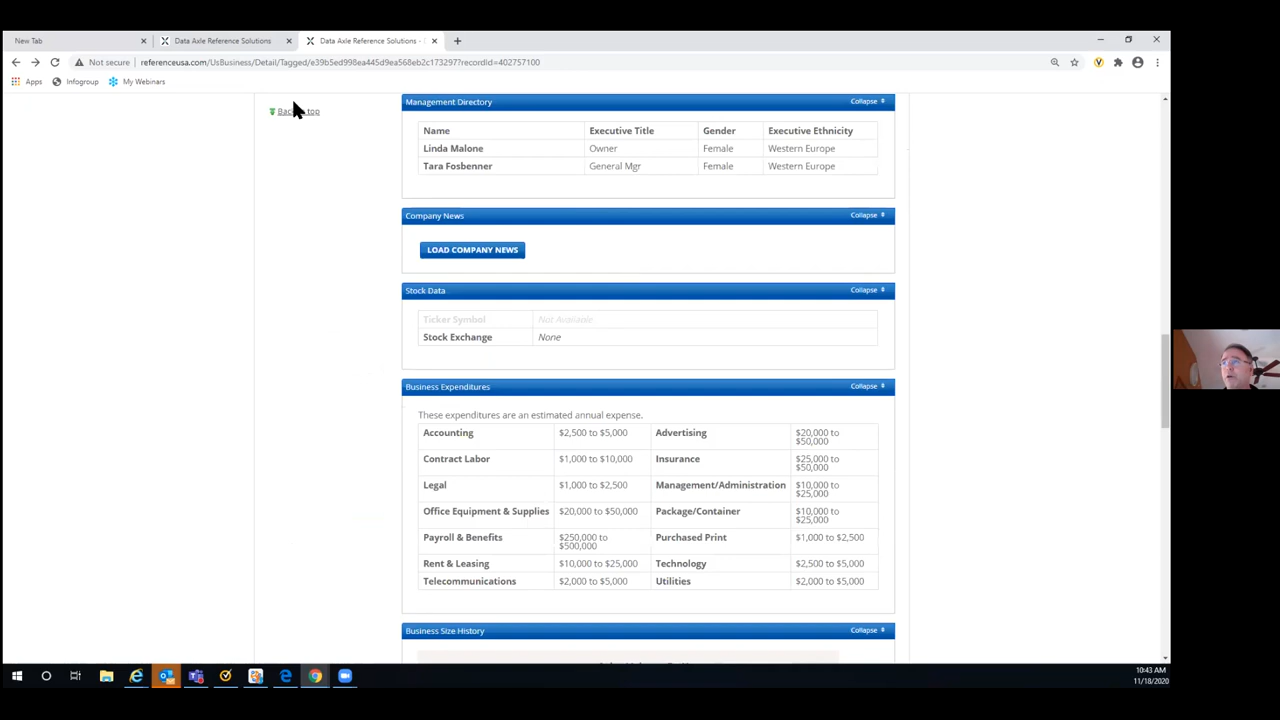 New Tab
Data Axle Reference Solutions
Data Axle Reference Solutions -
Not secure
referenceusa.com/UsBusiness/Detail/Tagged/e39b5ed998ea445d9ea568eb2c173297?recordId=402757100
Apps
Infogroup
My Webinars
Back top
Management Directory
Collapse
Name Executive Title Gender Executive Ethnicity
Linda Malone Owner Female Western Europe
Tara Fosbenner General Mgr Female Western Europe
Company News
Collapse
LOAD COMPANY NEWS
Stock Data
Collapse
Ticker Symbol Not Available
Stock Exchange None
Business Expenditures
Collapse
These expenditures are an estimated annual expense.
Accounting $2,500 to $5,000 Advertising $20,000 to
$50,000
Contract Labor $1,000 to $10,000 Insurance $25,000 to
$50,000
Legal $1,000 to $2,500 Management/Administration $10,000 to
$25,000
Office Equipment & Supplies $20,000 to $50,000 Package/Container $10,000 to
$25,000
Payroll & Benefits $250,000 to
$500,000 Purchased Print $1,000 to $2,500
Rent & Leasing $10,000 to $25,000 Technology $2,500 to $5,000
Telecommunications $2,000 to $5,000 Utilities $2,000 to $5,000
Business Size History
Collapse
10:43 AM
11/18/2020